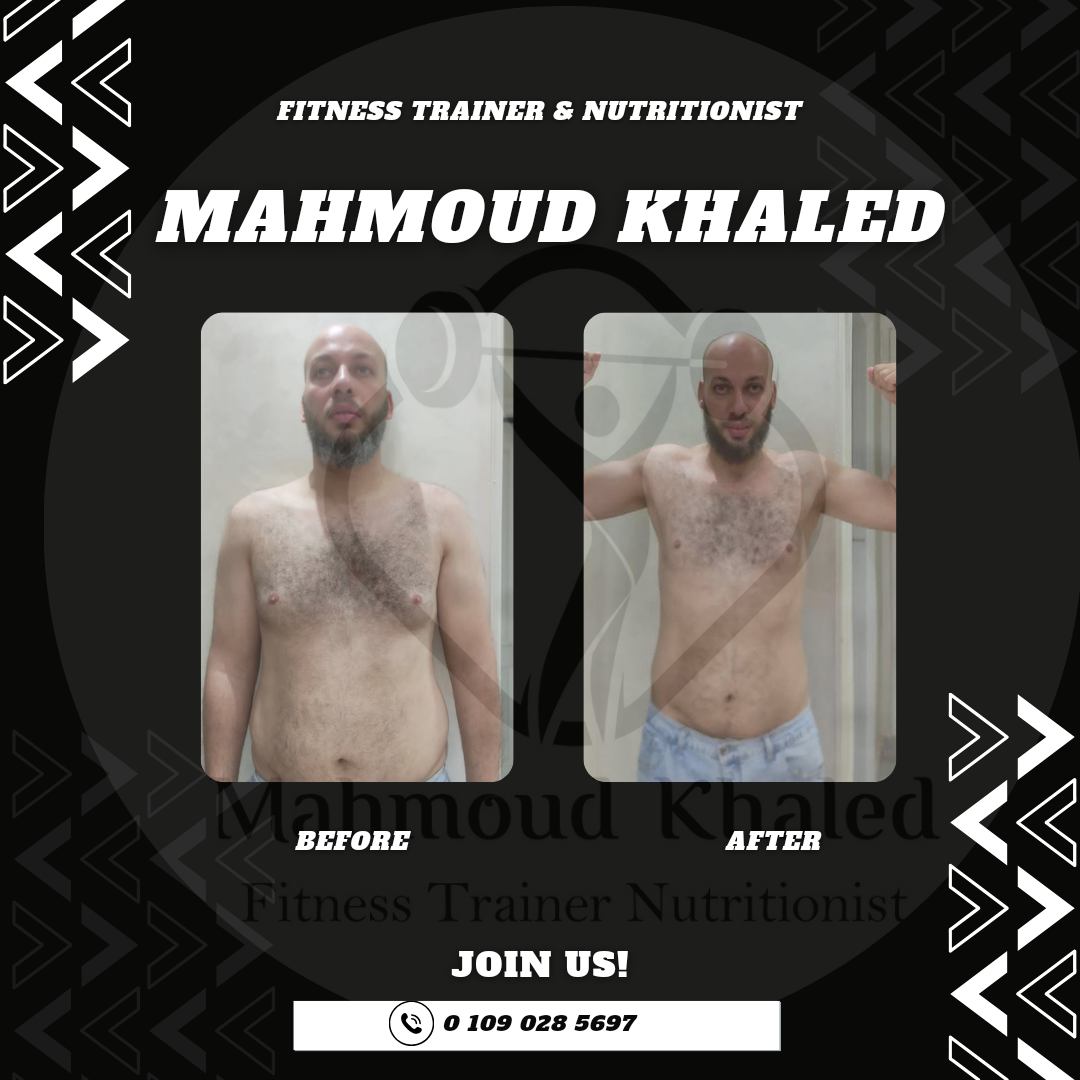 FITNESS TRAINER & NUTRITIONIST
MAHMOUD KHALED
Mahmoud Khaled
BEFORE
AFTER
Fitness Trainer Nutritionist
JOIN US!
0 109 028 5697